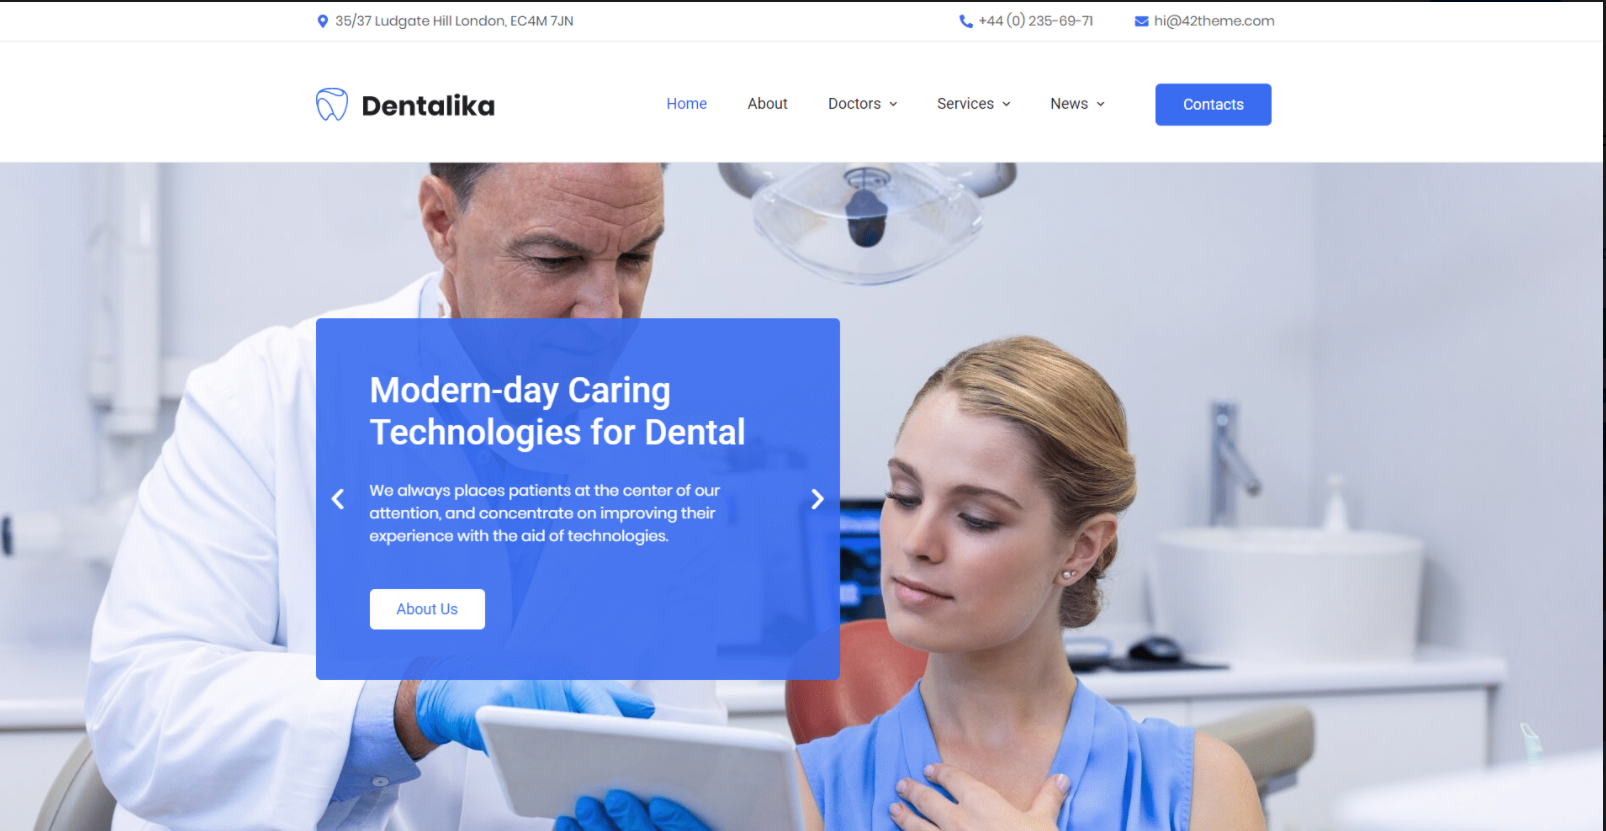 35/37 Ludgate Hill London, EC4M 7JN
+44 (0) 235-69-71
hi@42theme.com
Dentalika
Home
About
Doctors
Services
News
Contacts
Modern-day Caring
Technologies for Dental
We always places patients at the center of our
attention, and concentrate on improving their
experience with the aid of technologies.
About Us